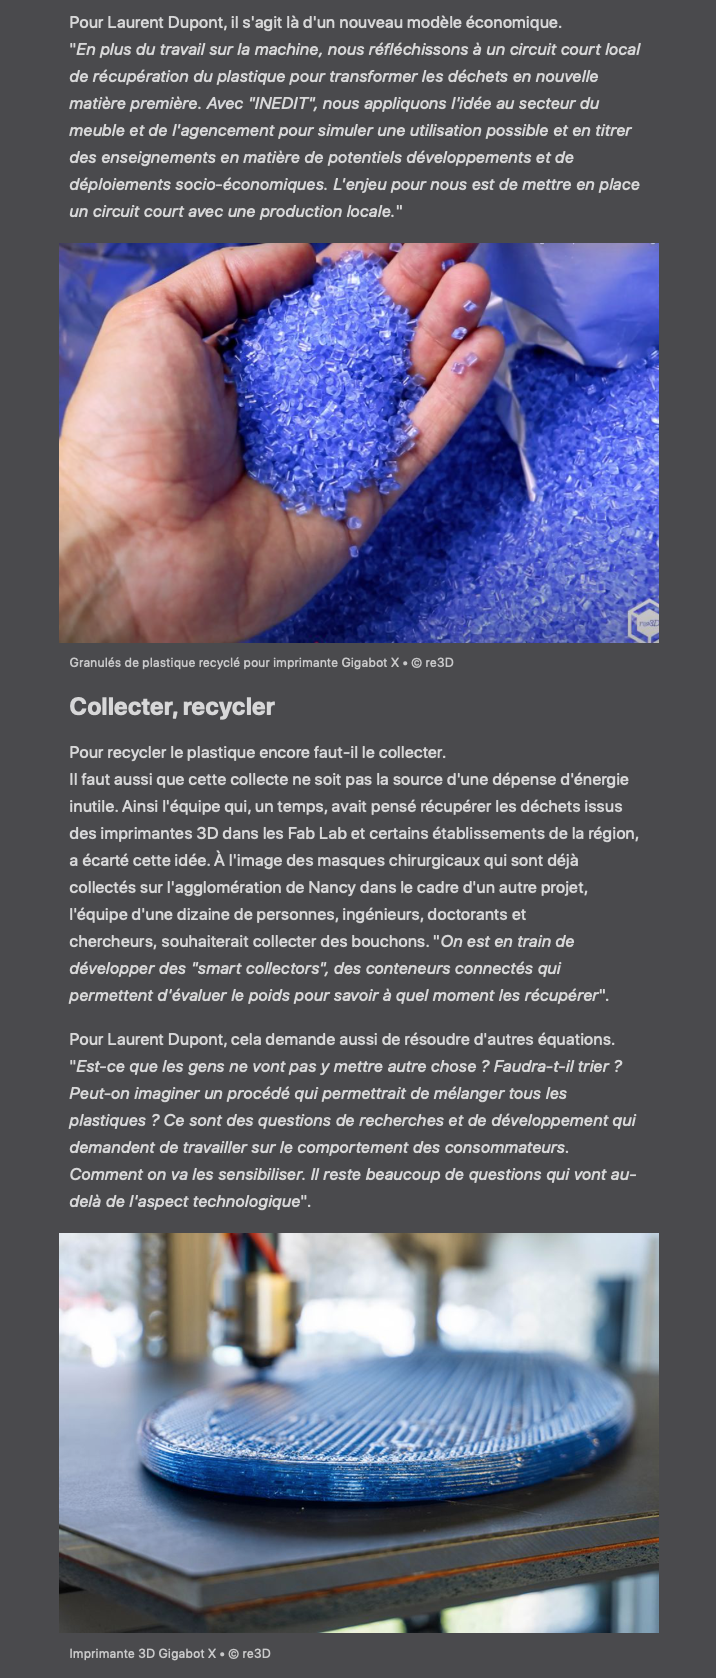 Pour Laurent Dupont, il s'agit là d'un nouveau modèle économique.
"En plus du travail sur la machine, nous réfléchissons à un circuit court local
de récupération du plastique pour transformer les déchets en nouvelle
matière première. Avec "INEDIT", nous appliquons l'idée au secteur du
meuble et de l'agencement pour simuler une utilisation possible et en titrer
des enseignements en matière de potentiels développements et de
déploiements socio-économiques. L'enjeu pour nous est de mettre en place
un circuit court avec une production locale."
Granulés de plastique recyclé pour imprimante Gigabot X • © re3D
Collecter, recycler
Pour recycler le plastique encore faut-il le collecter.
Il faut aussi que cette collecte ne soit pas la source d'une dépense d'énergie
inutile. Ainsi l'équipe qui, un temps, avait pensé récupérer les déchets issus
des imprimantes 3D dans les Fab Lab et certains établissements de la région,
a écarté cette idée. À l'image des masques chirurgicaux qui sont déjà
collectés sur l'agglomération de Nancy dans le cadre d'un autre projet,
l'équipe d'une dizaine de personnes, ingénieurs, doctorants et
chercheurs, souhaiterait collecter des bouchons. "On est en train de
développer des "smart collectors", des conteneurs connectés qui
permettent d'évaluer le poids pour savoir à quel moment les récupérer".
Pour Laurent Dupont, cela demande aussi de résoudre d'autres équations.
"Est-ce que les gens ne vont pas y mettre autre chose ? Faudra-t-il trier ?
Peut-on imaginer un procédé qui permettrait de mélanger tous les
plastiques ? Ce sont des questions de recherches et de développement qui
demandent de travailler sur le comportement des consommateurs.
Comment on va les sensibiliser. Il reste beaucoup de questions qui vont au-
delà de l'aspect technologique".
Imprimante 3D Gigabot X • © re3D